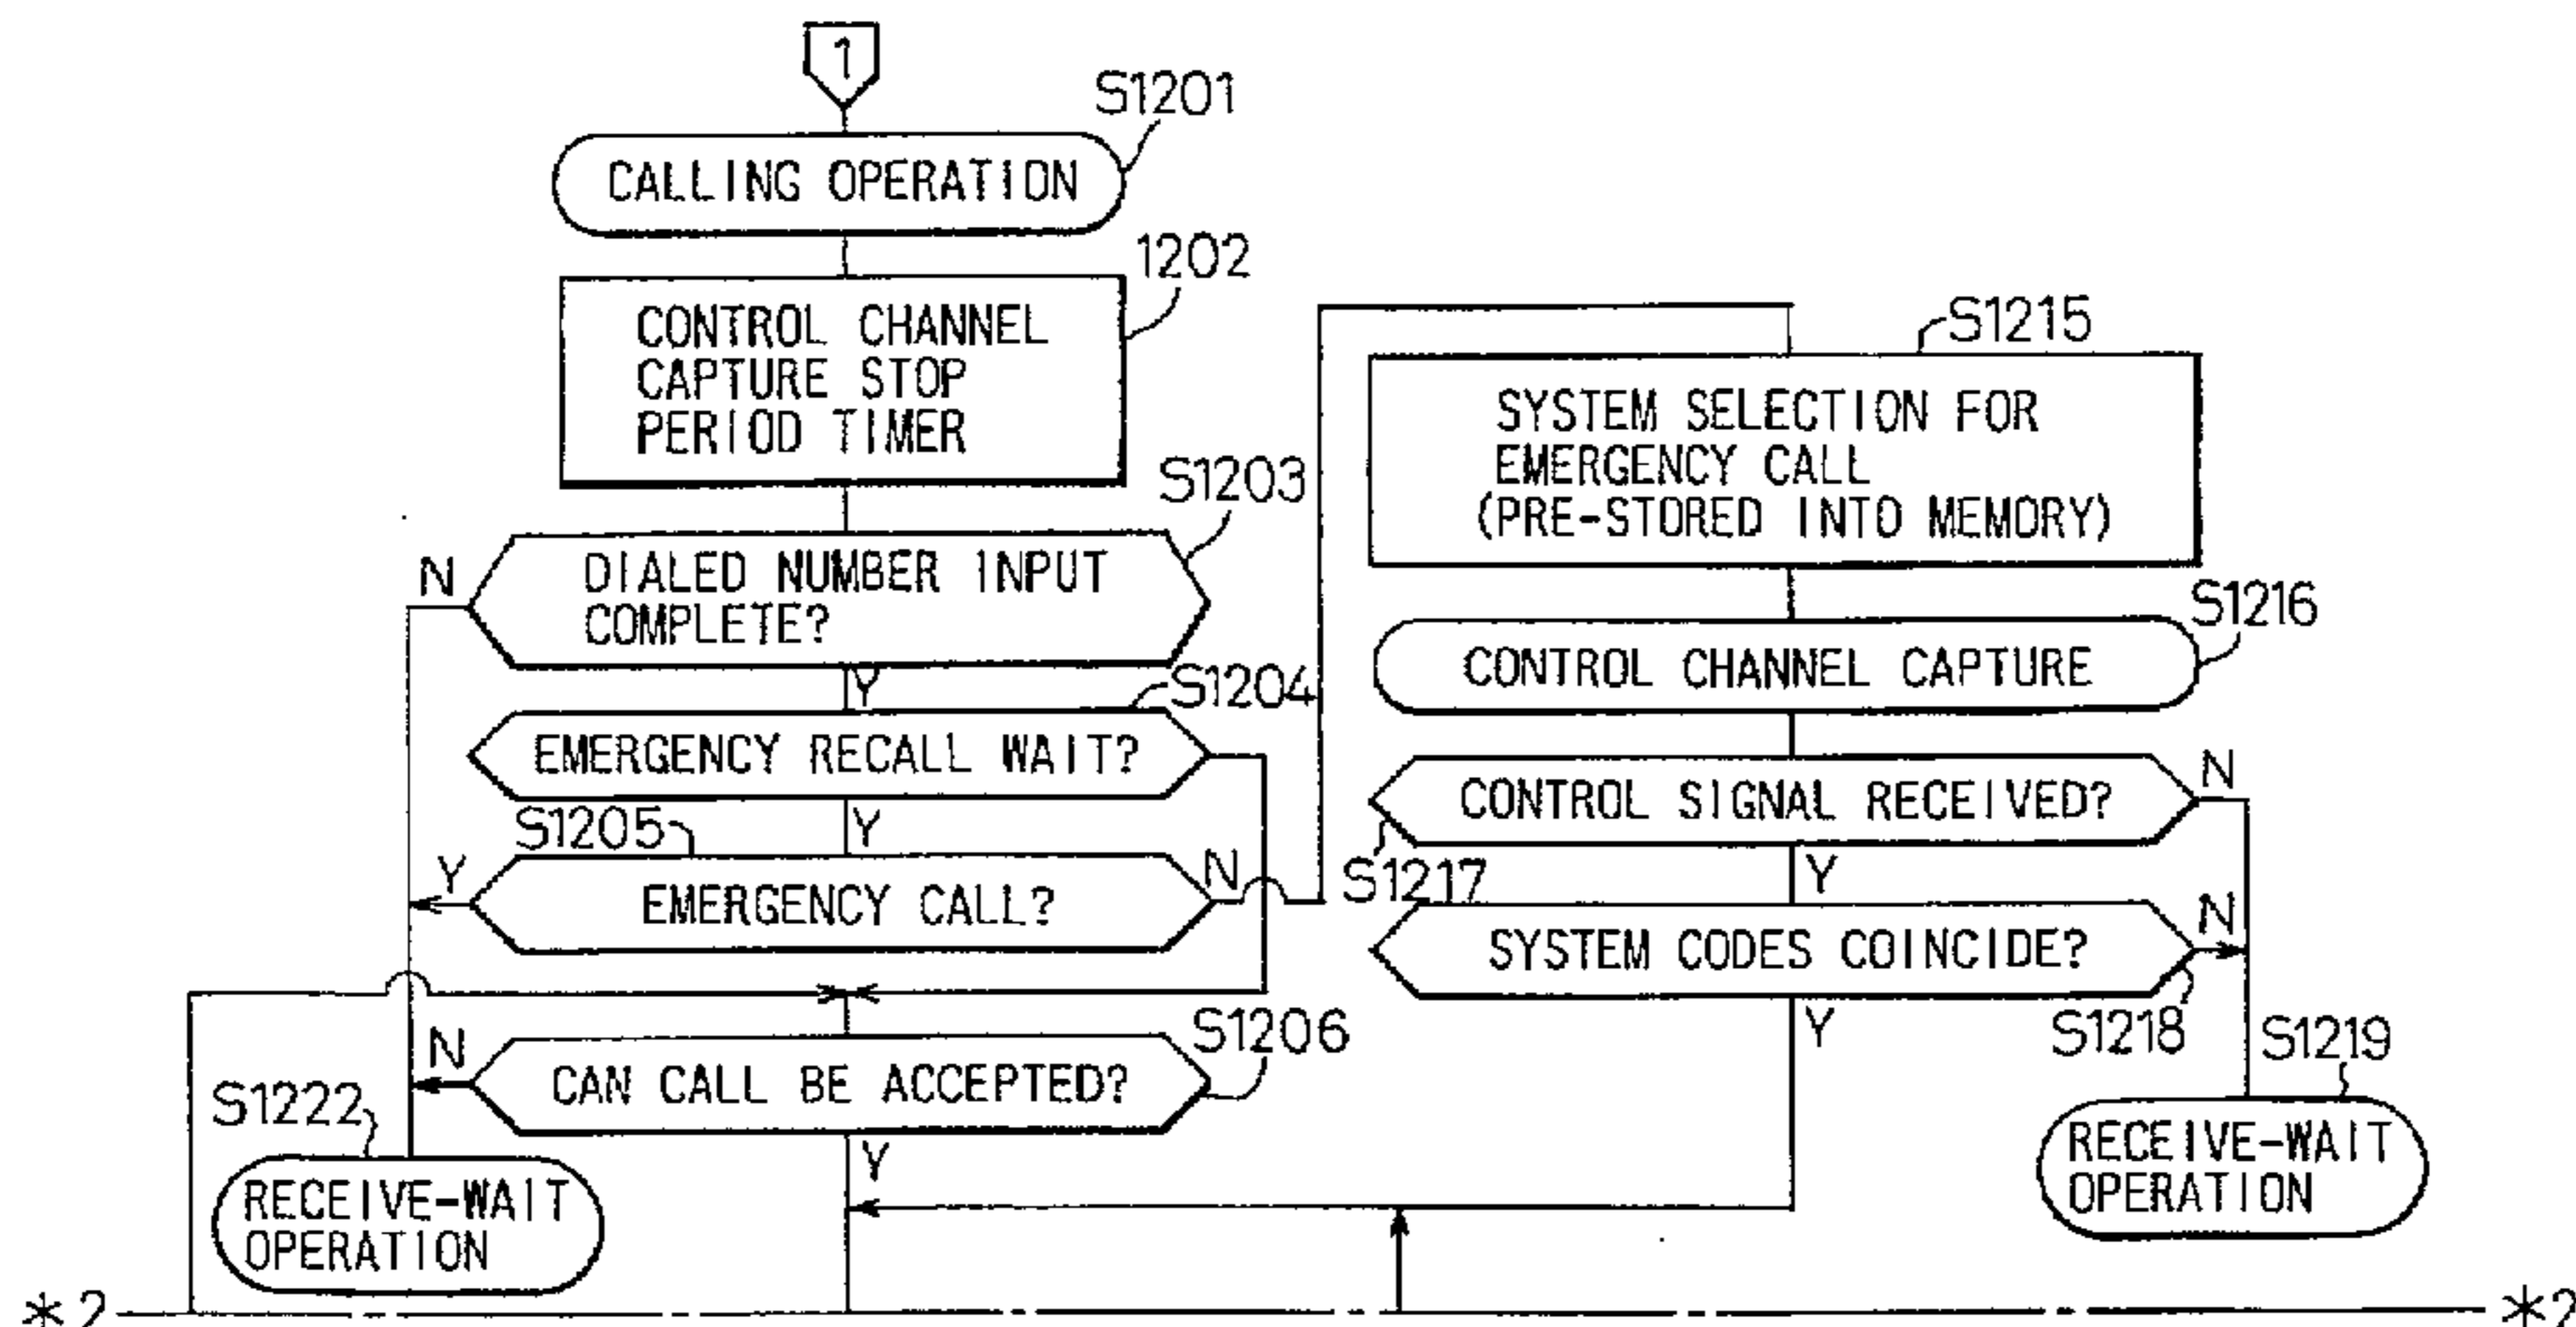 1
S1201
CALLING OPERATION
1202
CONTROL CHANNEL
CAPTURE STOP
PERIOD TIMER
S1203
N
DIALED NUMBER INPUT
COMPLETE?
Y
S1204
EMERGENCY RECALL WAIT?
Y
S1205
Y
EMERGENCY CALL?
N
S1206
N
CAN CALL BE ACCEPTED?
Y
S1222
RECEIVE-WAIT
OPERATION
S1215
SYSTEM SELECTION FOR
EMERGENCY CALL
(PRE-STORED INTO MEMORY)
S1216
CONTROL CHANNEL CAPTURE
CONTROL SIGNAL RECEIVED?
N
S1217
Y
SYSTEM CODES COINCIDE?
N
S1218
Y
S1219
RECEIVE-WAIT
OPERATION
*2
*2